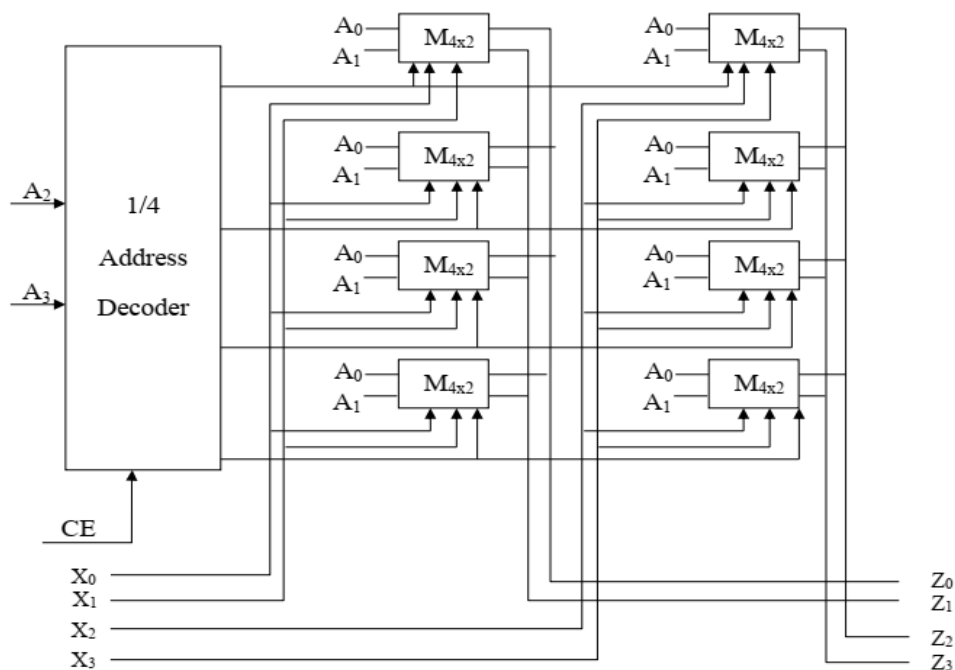 A₀ M₄ₓ₂ A₀ M₄ₓ₂
A₁ A₁
A₀ M₄ₓ₂ A₀ M₄ₓ₂
A₁ A₁
A₂ 1/4
Address
A₀ M₄ₓ₂ A₀ M₄ₓ₂
A₁ A₁
A₃ Decoder
A₀ M₄ₓ₂ A₀ M₄ₓ₂
A₁ A₁
CE
X₀ Z₀
X₁ Z₁
X₂ Z₂
X₃ Z₃